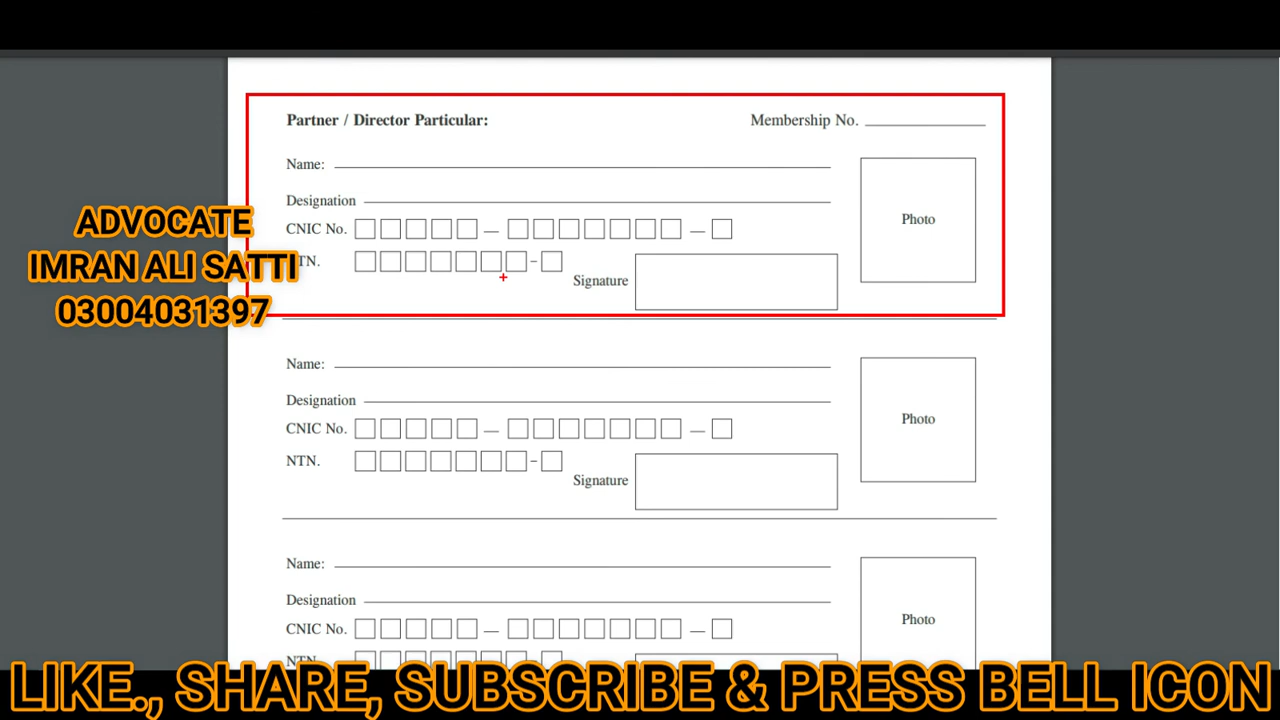 Partner / Director Particular:
Membership No.
Name:
Designation
Photo
CNIC No.
TN.
Signature
ADVOCATE
IMRAN ALI SATTI
03004031397
Name:
Designation
Photo
CNIC No.
NTN.
Signature
Name:
Designation
Photo
CNIC No.
NTN.
LIKE., SHARE, SUBSCRIBE & PRESS BELL ICON